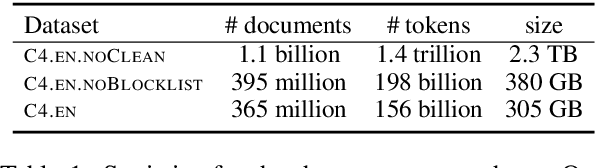 Dataset # documents # tokens size
C4.EN.NOCLEAN 1.1 billion 1.4 trillion 2.3 TB
C4.EN.NOBLOCKLIST 395 million 198 billion 380 GB
C4.EN 365 million 156 billion 305 GB